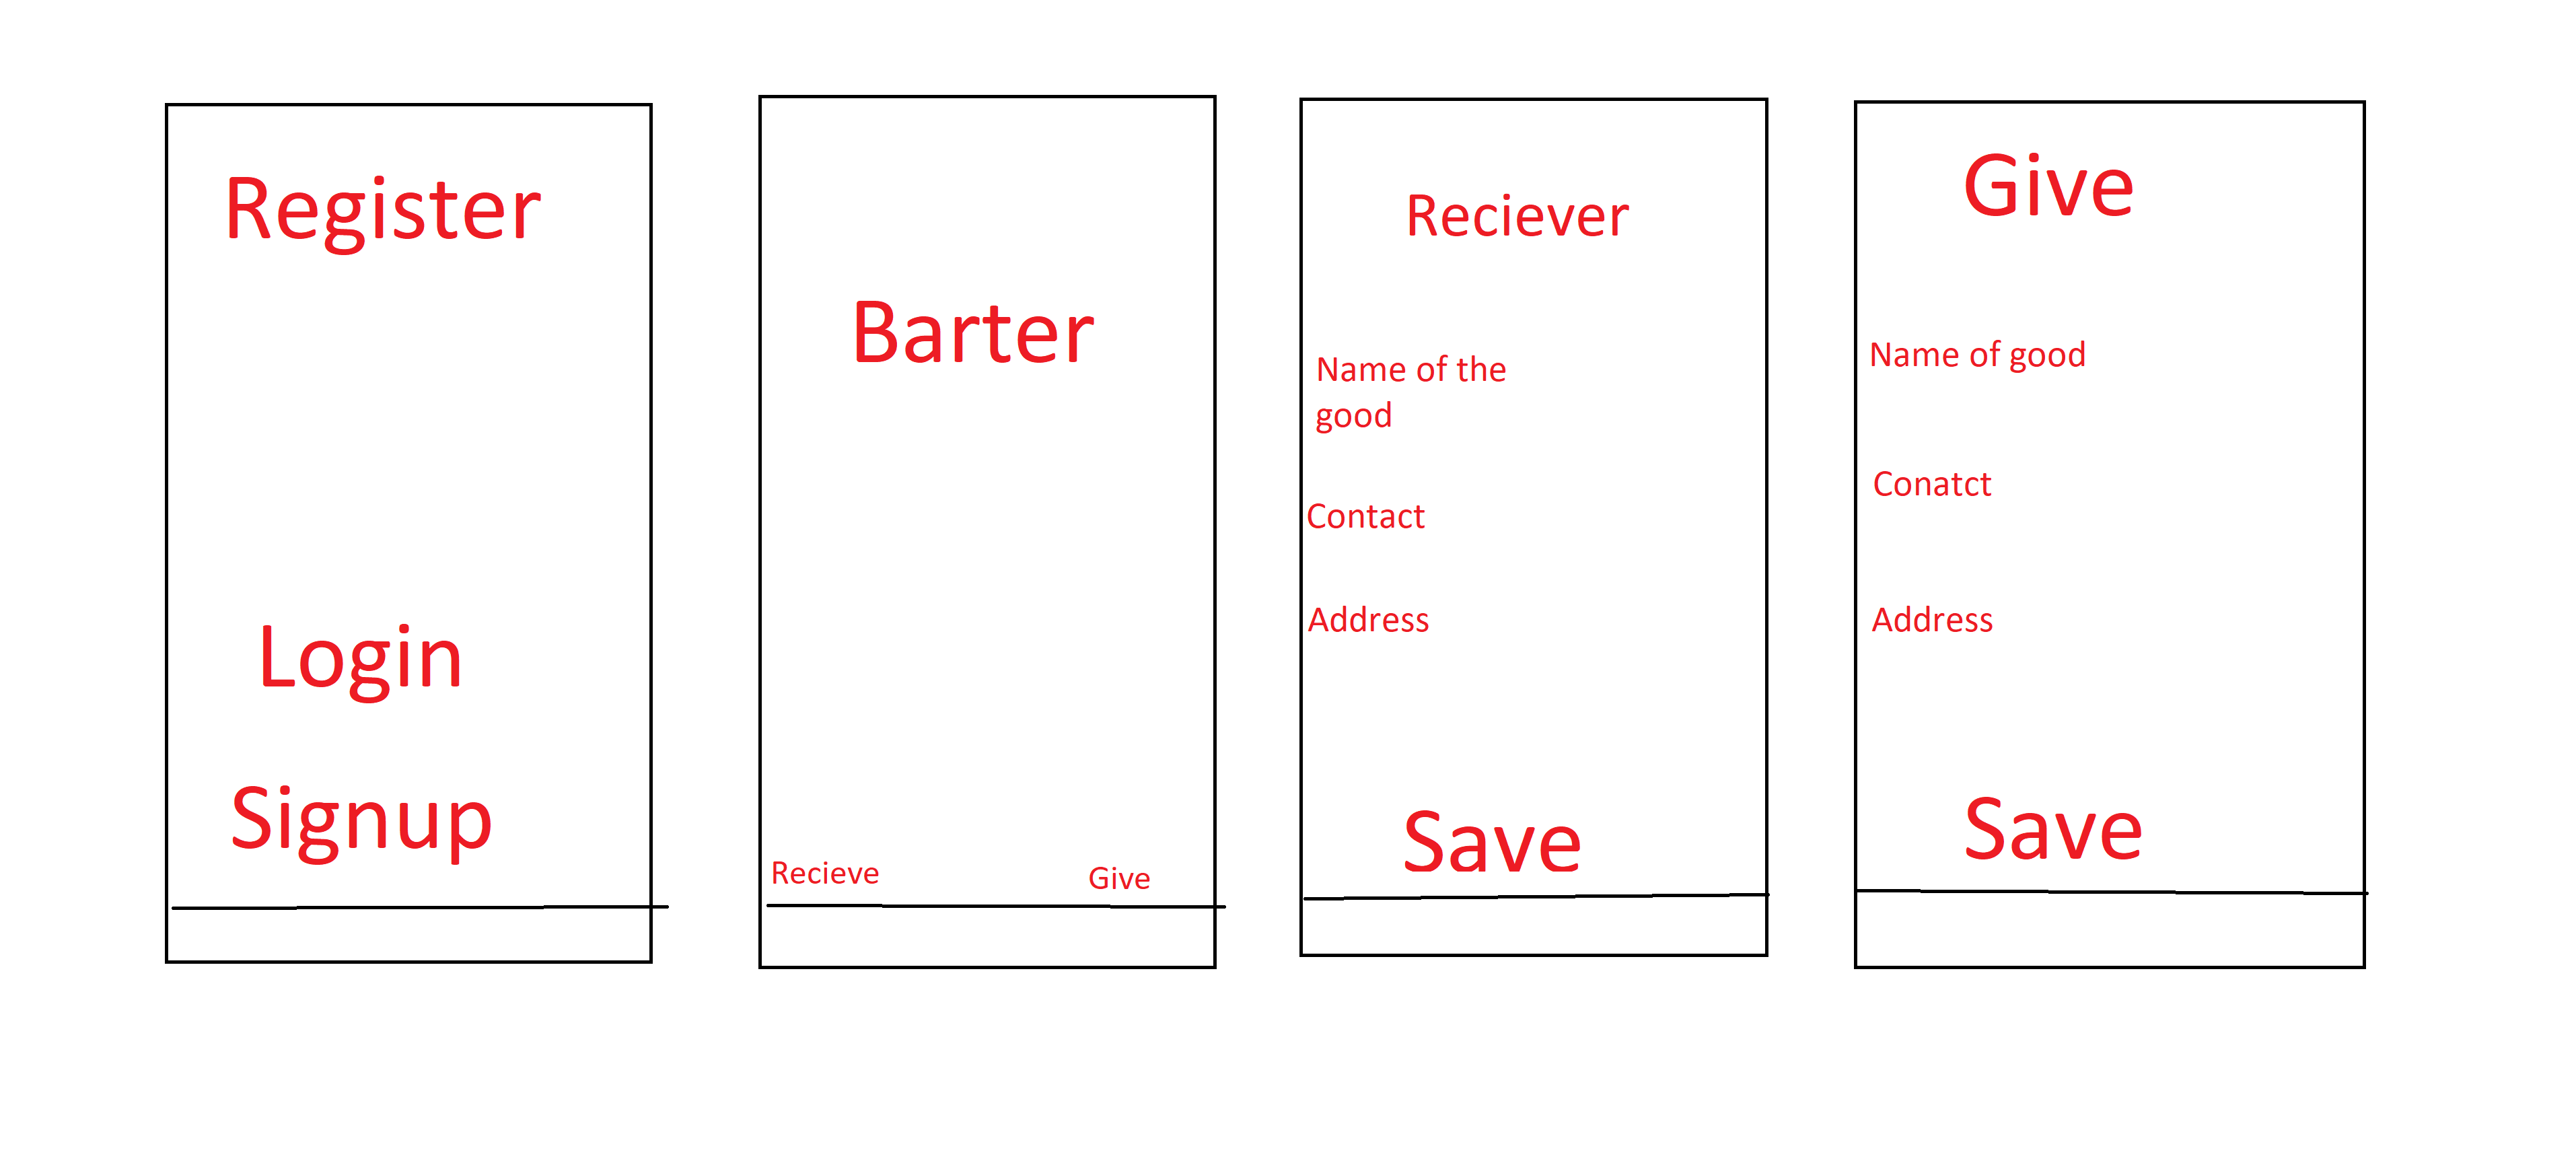 Register
Login
Signup
Barter
Recieve
Give
Reciever
Name of the
good
Contact
Address
Save
Give
Name of good
Conatct
Address
Save